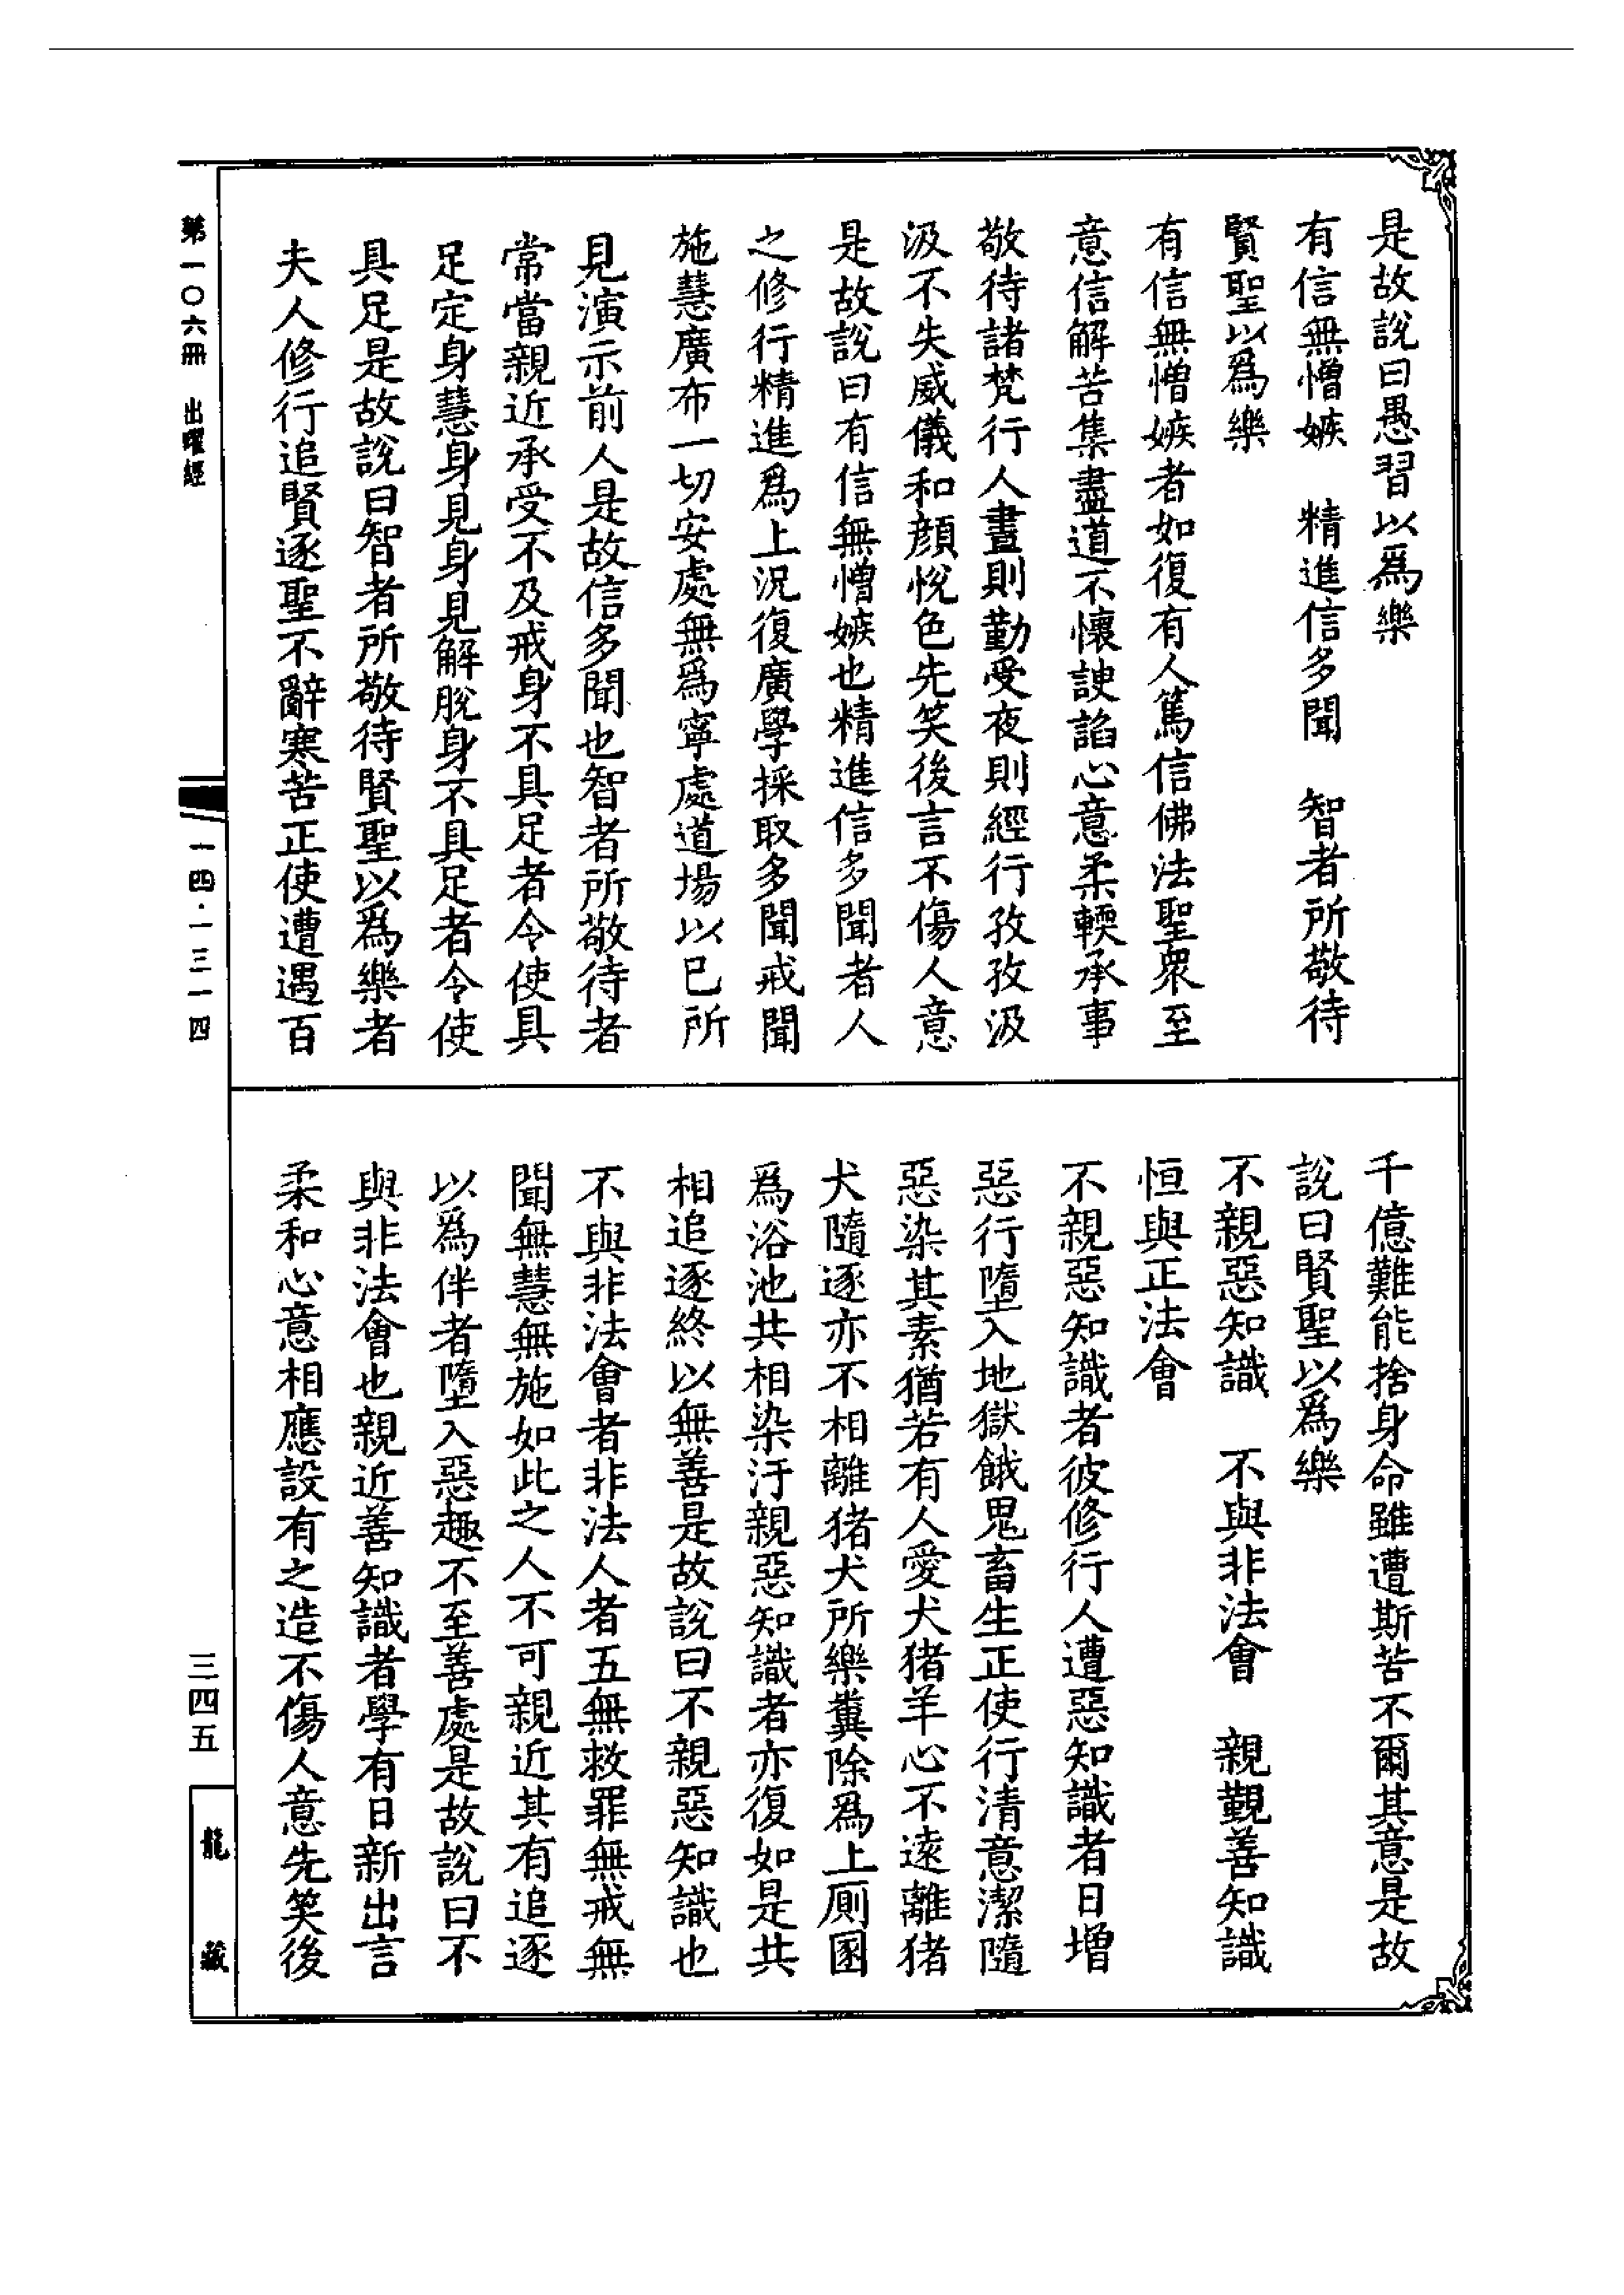 是故說曰愚習以為樂
有信無憎嫉　精進信多聞　智者所敬待
賢聖以為樂
有信無憎嫉者如復有人篤信佛法聖眾至
意信解苦集盡道不懷諛諂心意柔輭承事
敬待諸梵行人晝則勤受夜則經行孜孜汲
汲不失威儀和顏悅色先笑後言不傷人意
是故說曰有信無憎嫉也精進信多聞者人
之修行精進為上況復廣學採取多聞戒聞
施慧廣布一切安處無為寧處道場以已所
見演示前人是故信多聞也智者所敬待者
常當親近承受不及戒身不具足者令使具
足定身慧身見身見解脫身不具足者令使
具足是故說曰智者所敬待賢聖以為樂者
夫人修行追賢逐聖不辭寒苦正使遭遇百
千億難能捨身命雖遭斯苦不爾其意是故
說曰賢聖以為樂
不親惡知識　不與非法會　親覲善知識
恒與正法會
不親惡知識者彼修行人遭惡知識者日增
惡行墮入地獄餓鬼畜生正使行清意潔隨
惡染其素猶若有人愛犬猪羊心不遠離猪
犬隨逐亦不相離猪犬所樂糞除為上廁圂
為浴池共相染汙親惡知識者亦復如是共
相追逐終以無善是故說曰不親惡知識也
不與非法會者非法人者五無救罪無戒無
聞無慧無施如此之人不可親近其有追逐
以為伴者墮入惡趣不至善處是故說曰不
與非法會也親近善知識者學有日新出言
柔和心意相應設有之造不傷人意先笑後
第一〇六冊　出曜經
一四·一三一四
三四五
龍藏